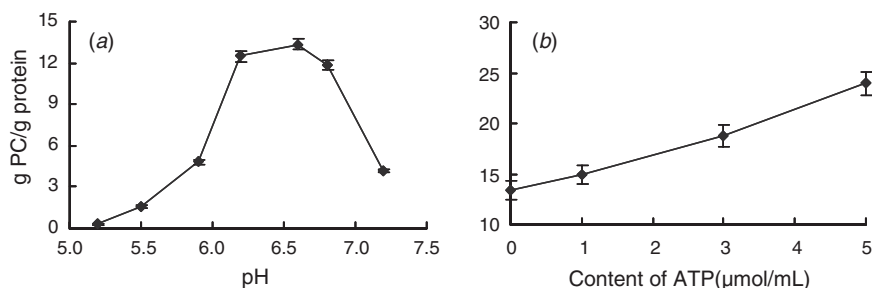 (a)
g PC/g protein
15
12
9
6
3
0
5.0 5.5 6.0 6.5 7.0 7.5
pH
(b)
30
25
20
15
10
0 1 2 3 4 5
Content of ATP(μmol/mL)